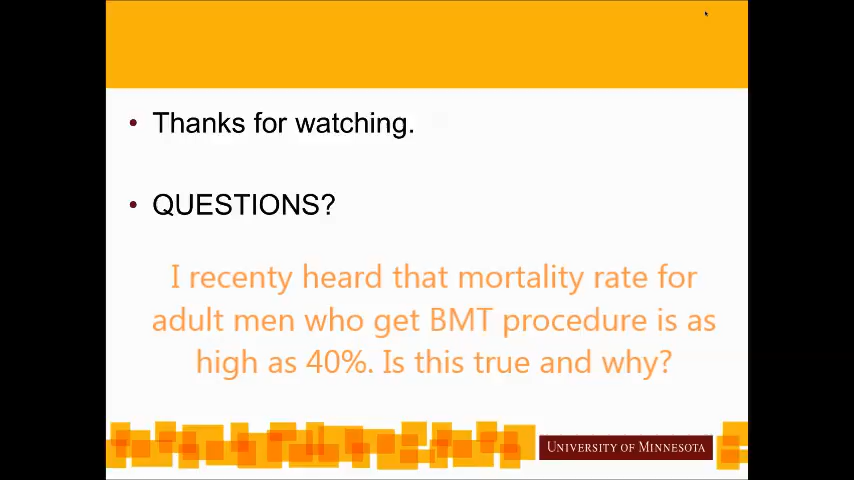 • Thanks for watching.
• QUESTIONS?
I recenty heard that mortality rate for
adult men who get BMT procedure is as
high as 40%. Is this true and why?
UNIVERSITY OF MINNESOTA